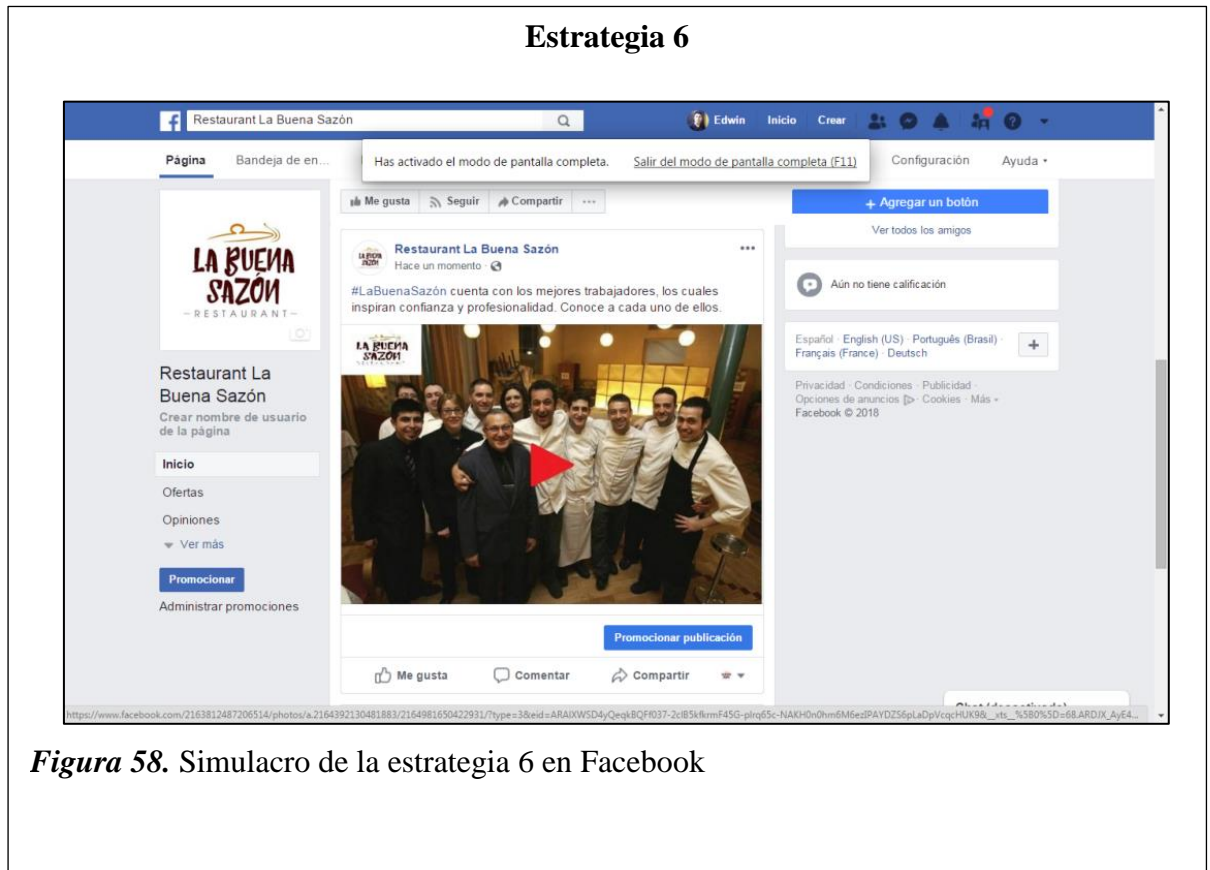 Estrategia 6
Restaurant La Buena Sazón
Edwin Inicio Crear
Página Bandeja de en...
Has activado el modo de pantalla completa. Salir del modo de pantalla completa (F11)
Configuración Ayuda
LA BUENA
SAZÓN
-RESTAURANT-
Restaurant La
Buena Sazón
Crear nombre de usuario
de la página
Inicio
Ofertas
Opiniones
Ver más
Promocionar
Administrar promociones
Me gusta Seguir Compartir ...
Restaurant La Buena Sazón
Hace un momento ·
#LaBuenaSazón cuenta con los mejores trabajadores, los cuales
inspiran confianza y profesionalidad. Conoce a cada uno de ellos.
LA BUENA
SAZÓN
Promocionar publicación
Me gusta Comentar Compartir
+ Agregar un botón
Ver todos los amigos
Aún no tiene calificación
Español · English (US) · Português (Brasil) ·
Français (France) · Deutsch
+
Privacidad · Condiciones · Publicidad ·
Opciones de anuncios · Cookies · Más
Facebook © 2018
Figura 58. Simulacro de la estrategia 6 en Facebook